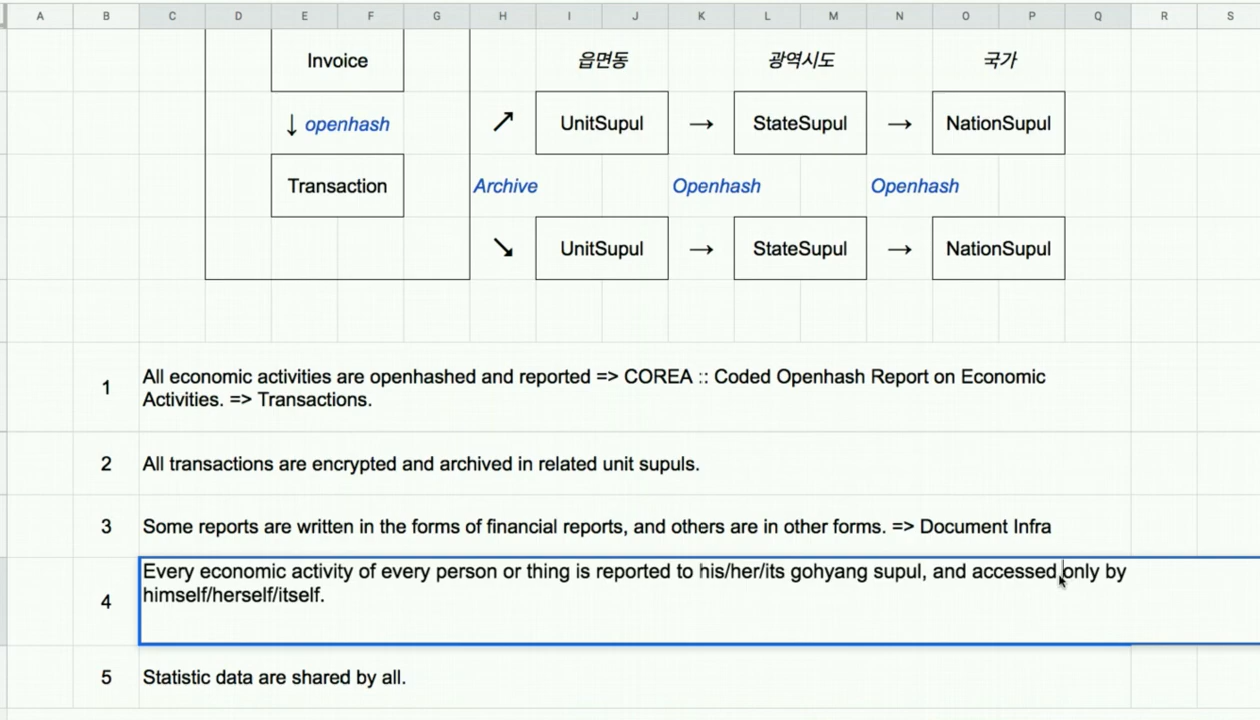 A B C D E F G H I J K L M N O P Q R S
Invoice 읍면동 광역시도 국가
↓ openhash ↗ UnitSupul → StateSupul → NationSupul
Transaction Archive Openhash Openhash
↘ UnitSupul → StateSupul → NationSupul
1 All economic activities are openhashed and reported => COREA :: Coded Openhash Report on Economic
Activities. => Transactions.
2 All transactions are encrypted and archived in related unit supuls.
3 Some reports are written in the forms of financial reports, and others are in other forms. => Document Infra
4 Every economic activity of every person or thing is reported to his/her/its gohyang supul, and accessed only by
himself/herself/itself.
5 Statistic data are shared by all.